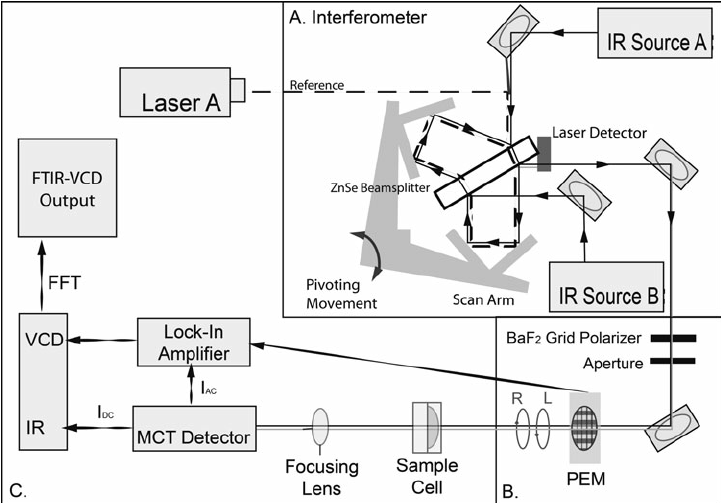 A. Interferometer
IR Source A
Laser A
Reference
Laser Detector
ZnSe Beamsplitter
FTIR-VCD
Output
Pivoting
Movement
Scan Arm
IR Source B
FFT
VCD
Lock-In
Amplifier
BaF2 Grid Polarizer
Aperture
IAC
R L
IDC
IR
MCT Detector
Focusing
Lens
Sample
Cell
PEM
C.
B.